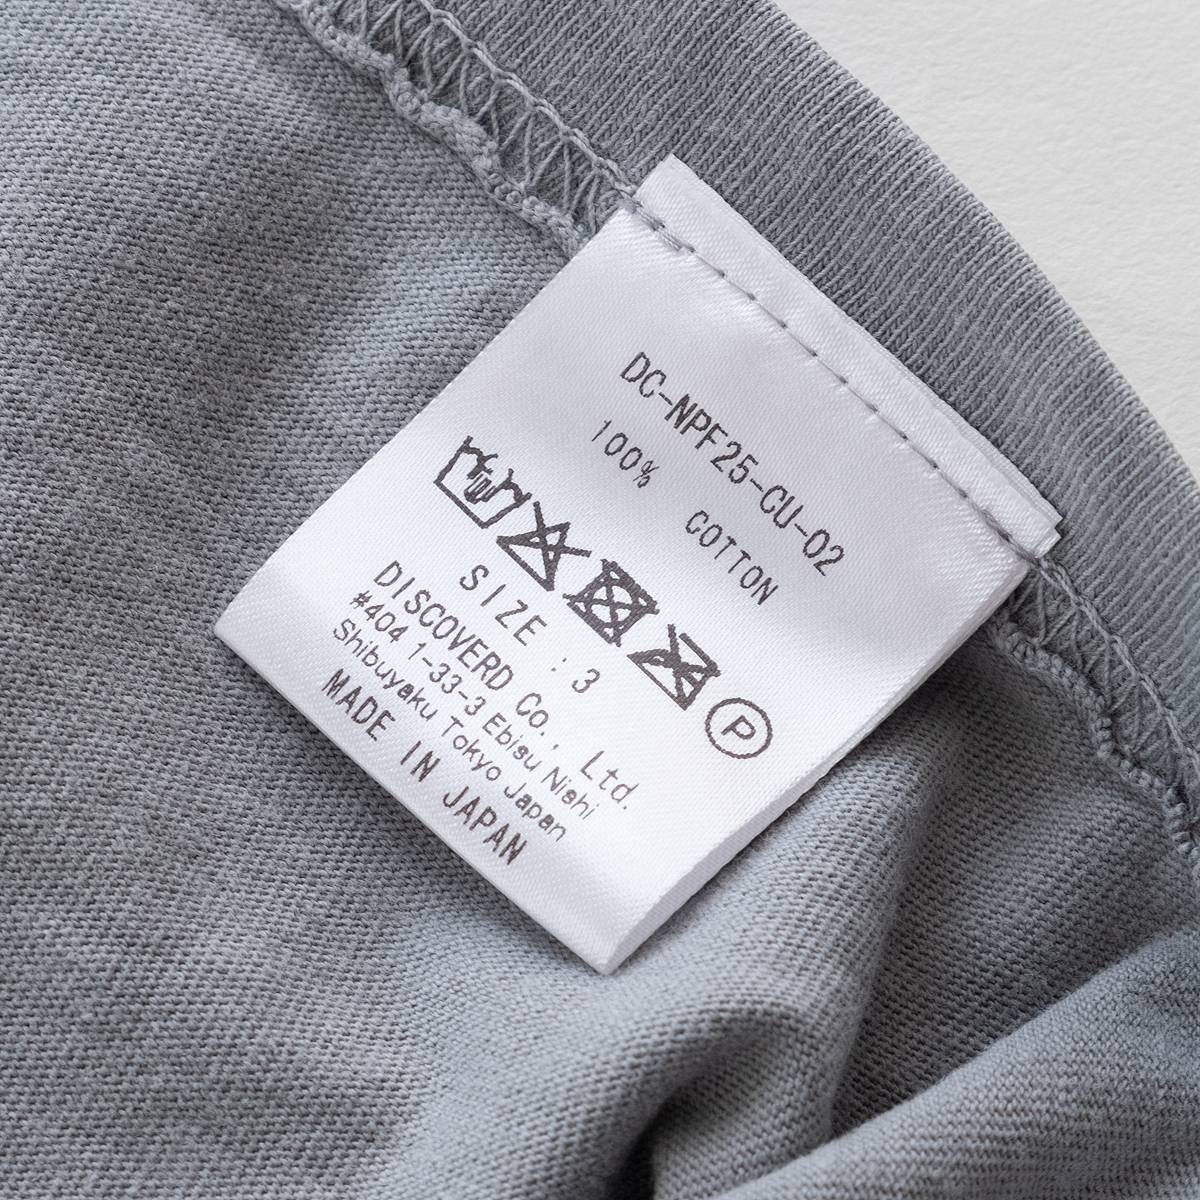 DC-NPF25-CU-02
100% COTTON
P
SIZE : 3
DISCOVERD Co., Ltd.
#404 1-33-3 Ebisu Nishi
Shibuyaku Tokyo Japan
MADE IN JAPAN